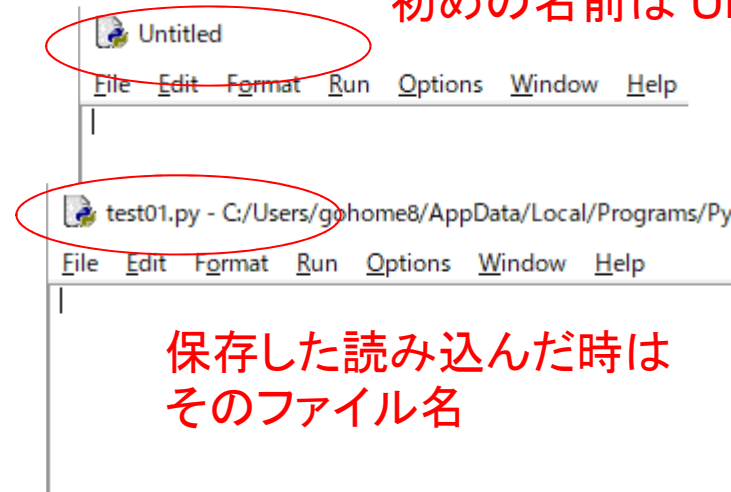 初めの名前は U
Untitled
File Edit Format Run Options Window Help
test01.py - C:/Users/gohome8/AppData/Local/Programs/Py
File Edit Format Run Options Window Help
保存した読み込んだ時は
そのファイル名